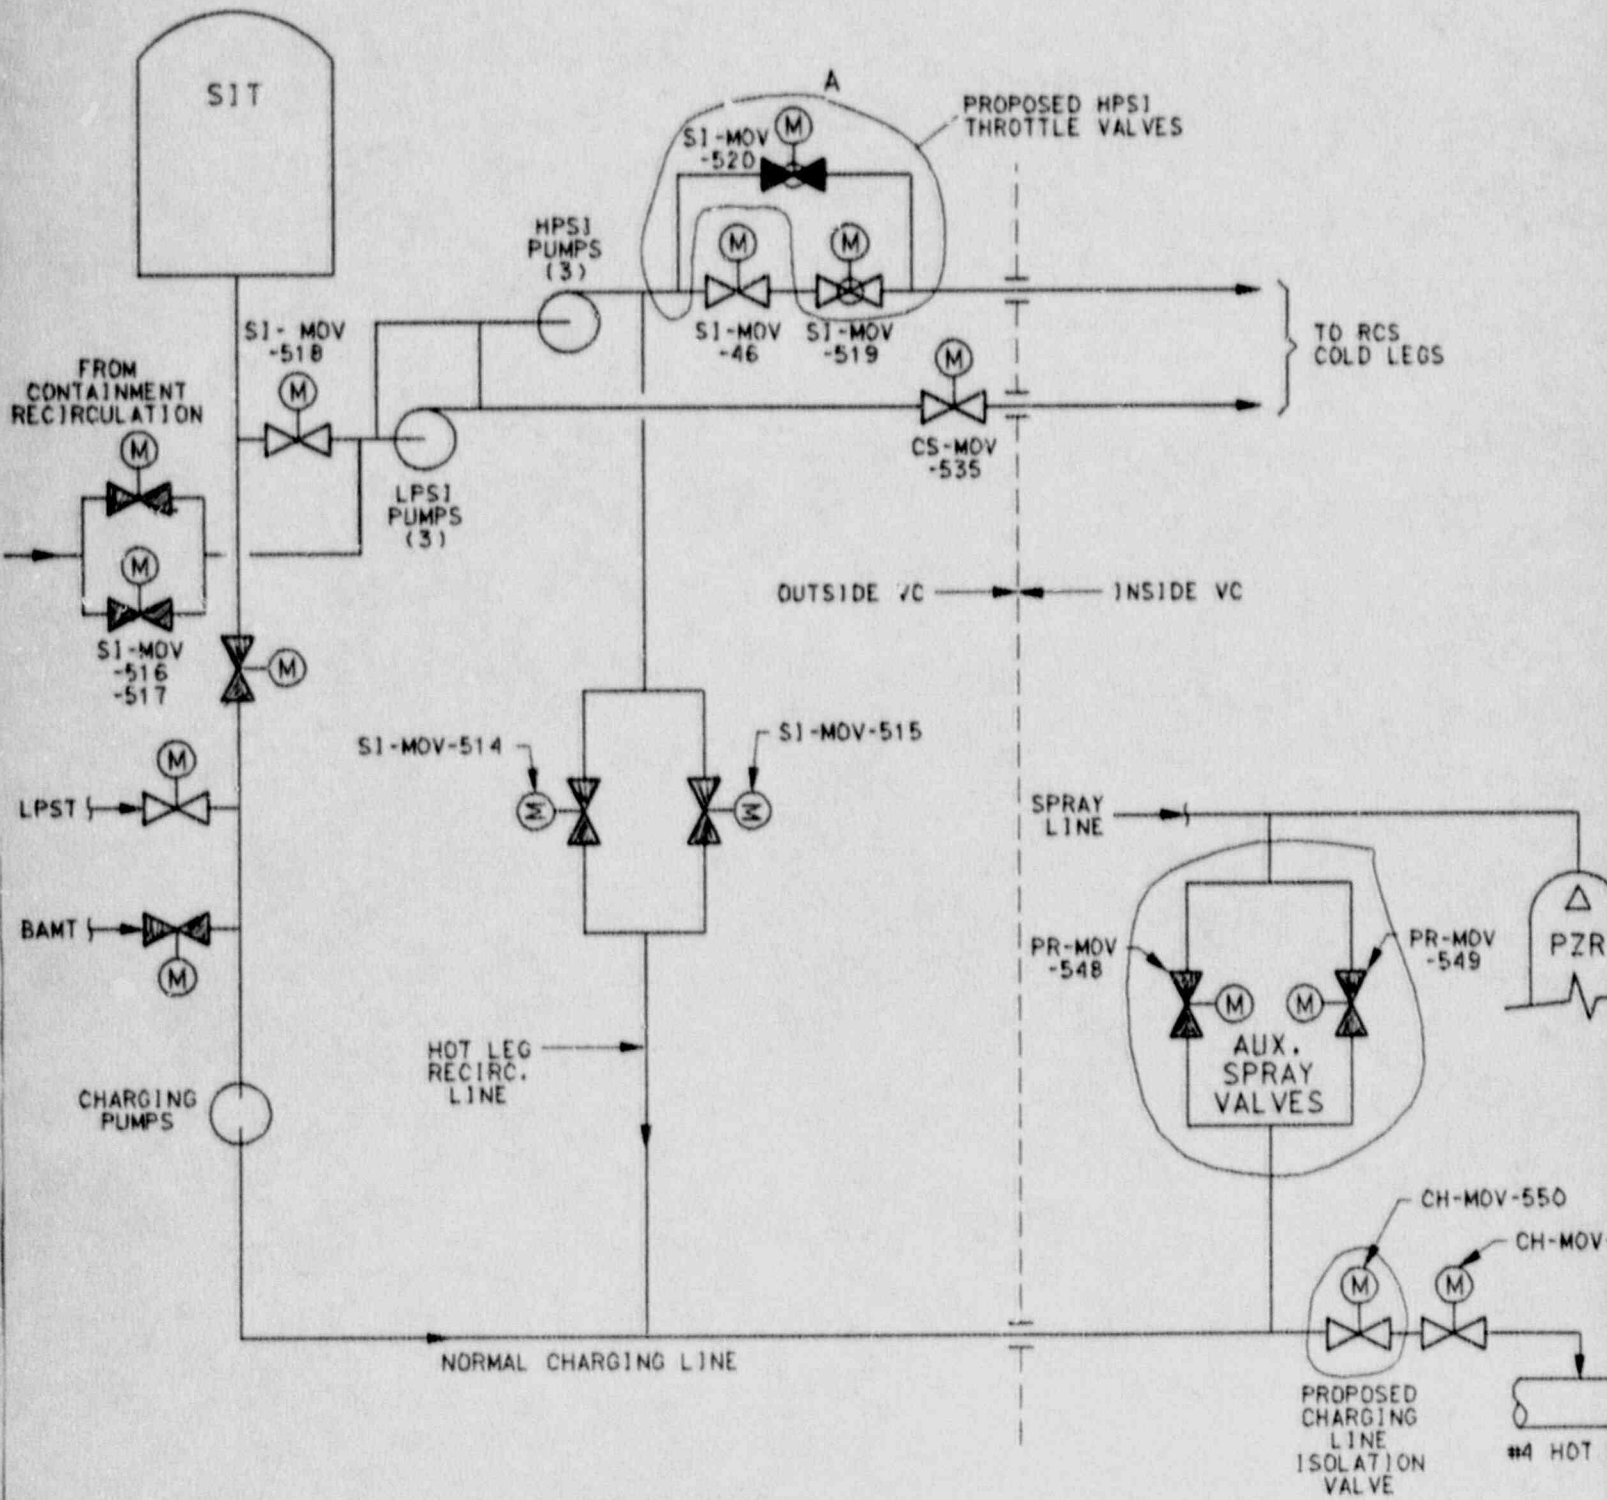 SIT
A
PROPOSED HPSI
THROTTLE VALVES
SI-MOV
-520
M
HPSI
PUMPS
(3)
M
M
SI-MOV
-46
SI-MOV
-519
SI- MOV
-518
M
TO RCS
COLD LEGS
M
CS-MOV
-535
FROM
CONTAINMENT
RECIRCULATION
M
LPSI
PUMPS
(3)
M
SI-MOV
-516
-517
M
OUTSIDE VC
INSIDE VC
SI-MOV-514
M
SI-MOV-515
M
M
LPST
SPRAY
LINE
BAMT
M
PR-MOV
-548
M
M
PR-MOV
-549
PZR
AUX.
SPRAY
VALVES
HOT LEG
RECIRC.
LINE
CHARGING
PUMPS
CH-MOV-550
CH-MOV-
M
M
NORMAL CHARGING LINE
PROPOSED
CHARGING
LINE
ISOLATION
VALVE
#4 HOT